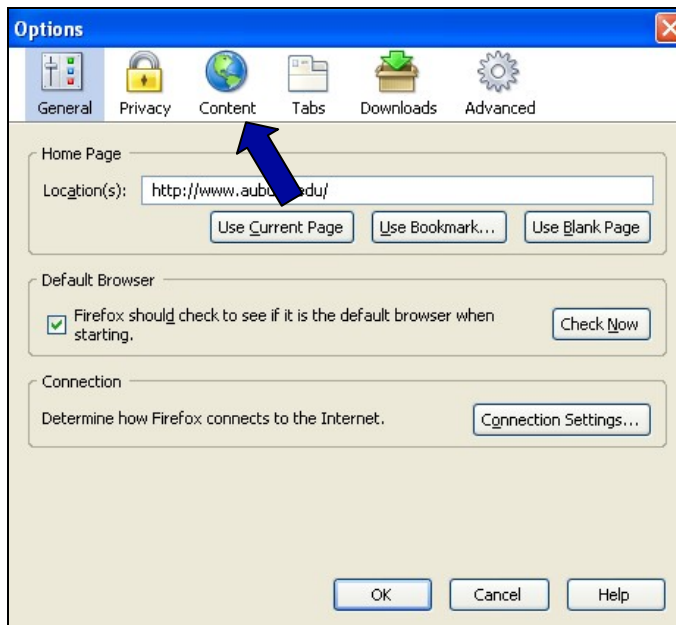 Options
General Privacy Content Tabs Downloads Advanced
Home Page
Location(s): http://www.aubu edu/
Use Current Page Use Bookmark... Use Blank Page
Default Browser
Firefox should check to see if it is the default browser when
starting.
Check Now
Connection
Determine how Firefox connects to the Internet. Connection Settings...
OK Cancel Help